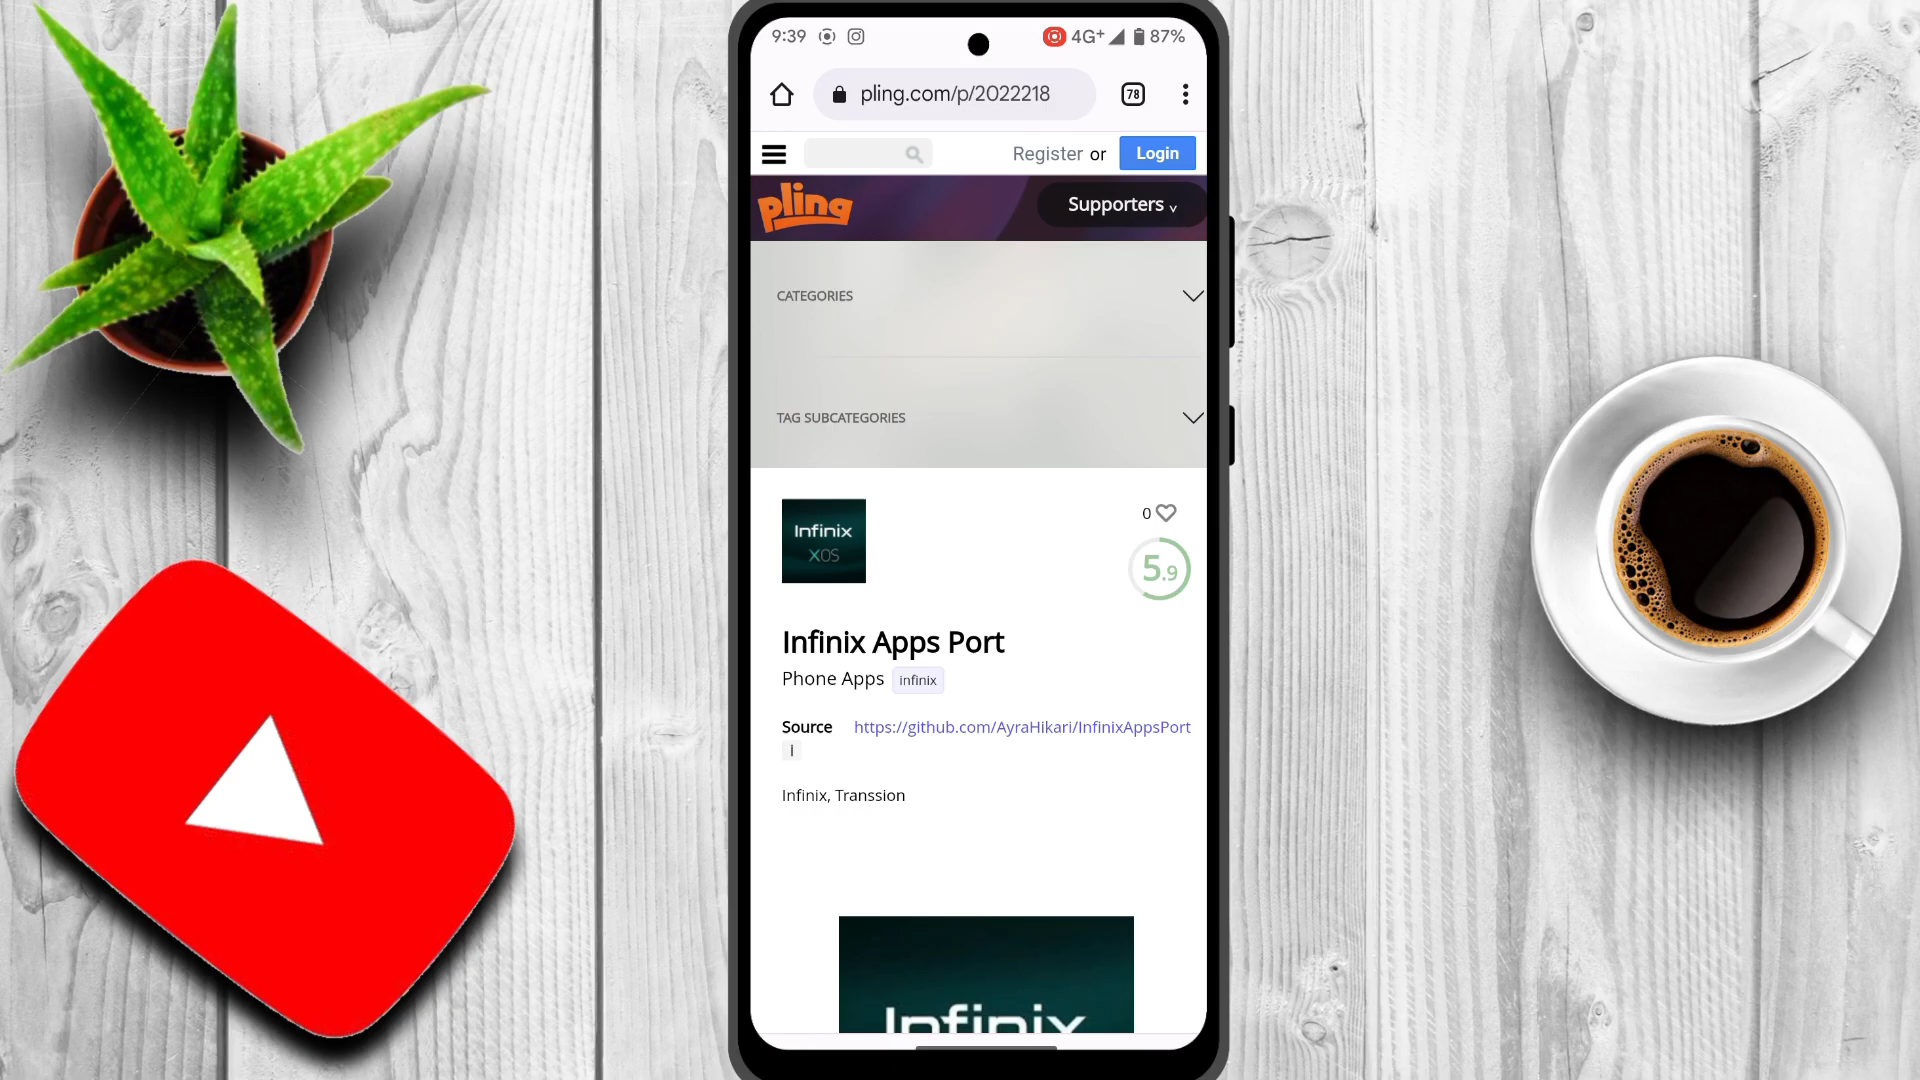 9:39 4G+ 87%
pling.com/p/2022218 78
Register or Login
pling Supporters
CATEGORIES
TAG SUBCATEGORIES
Infinix
XOS
0
5.9
Infinix Apps Port
Phone Apps infinix
Source https://github.com/AyraHikari/InfinixAppsPort
i
Infinix, Transsion
Infinix